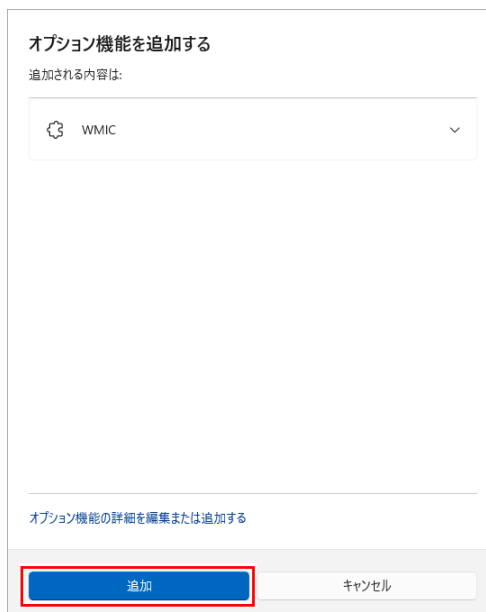 オプション機能を追加する
追加される内容は:
WMIC
オプション機能の詳細を編集または追加する
追加
キャンセル